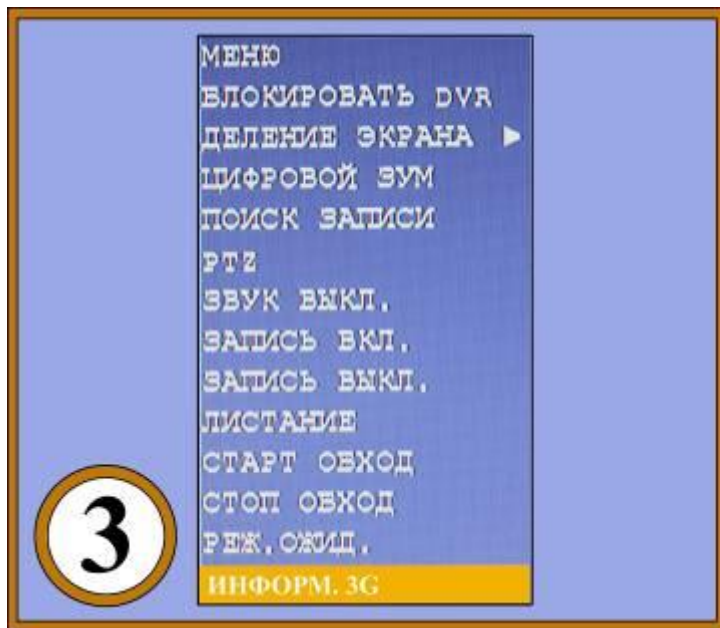 МЕНЮ
БЛОКИРОВАТЬ DVR
ДЕЛЕНИЕ ЭКРАНА ►
ЦИФРОВОЙ ЗУМ
ПОИСК ЗАПИСИ
PTZ
ЗВУК ВЫКЛ.
ЗАПИСЬ ВКЛ.
ЗАПИСЬ ВЫКЛ.
ЛИСТАНИЕ
СТАРТ ОБХОД
СТОП ОБХОД
РЕЖ.ОЖИД.
ИНФОРМ. 3G
3